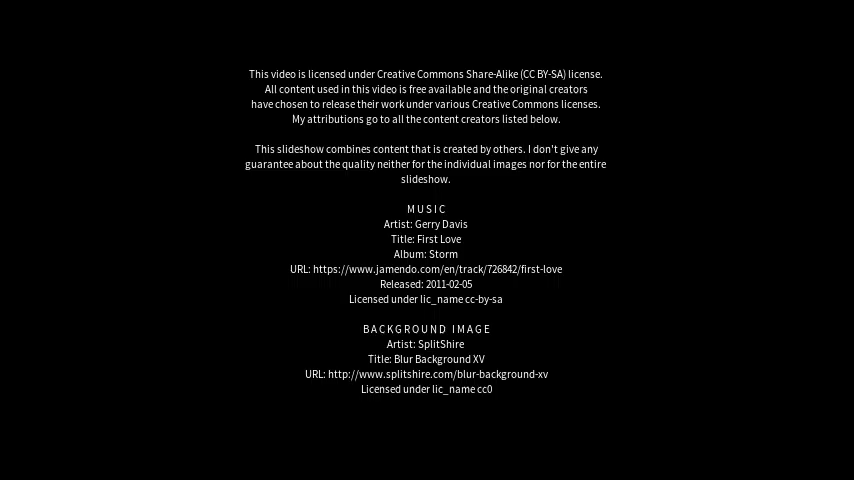 This video is licensed under Creative Commons Share-Alike (CC BY-SA) license.
All content used in this video is free available and the original creators
have chosen to release their work under various Creative Commons licenses.
My attributions go to all the content creators listed below.
This slideshow combines content that is created by others. I don't give any
guarantee about the quality neither for the individual images nor for the entire
slideshow.
MUSIC
Artist: Gerry Davis
Title: First Love
Album: Storm
URL: https://www.jamendo.com/en/track/726842/first-love
Released: 2011-02-05
Licensed under lic_name cc-by-sa
BACKGROUND IMAGE
Artist: SplitShire
Title: Blur Background XV
URL: http://www.splitshire.com/blur-background-xv
Licensed under lic_name cc0